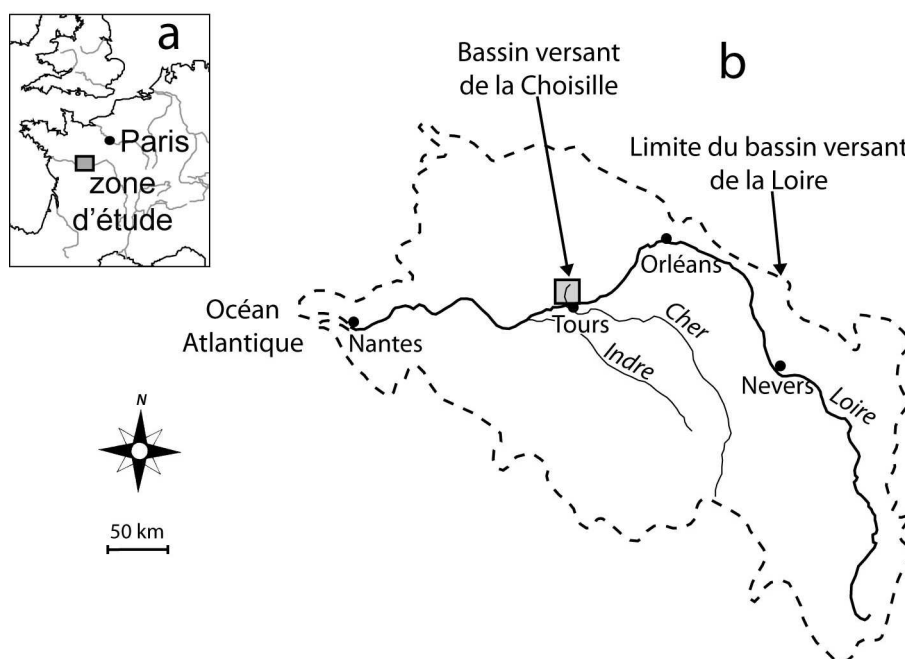 a
Paris
zone
d'étude
b
Bassin versant
de la Choisille
Limite du bassin versant
de la Loire
Orléans
Océan
Atlantique
Nantes
Tours
Cher
Indre
Nevers
Loire
N
50 km